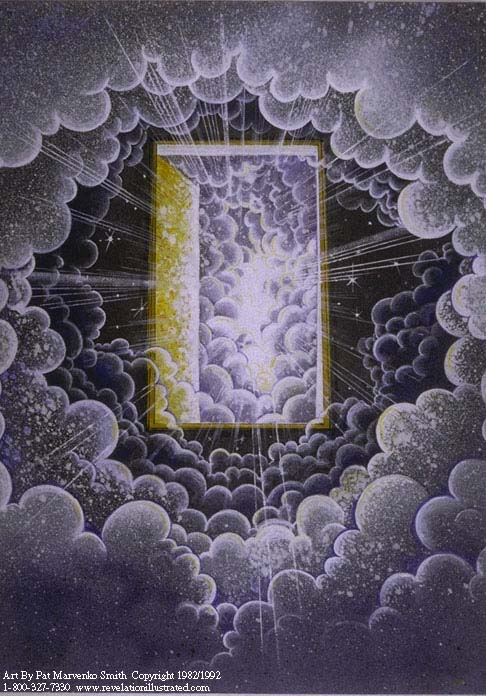 Art By Pat Marvenko Smith Copyright 1982/1992
1-800-327-7330 www.revelationillustrated.com